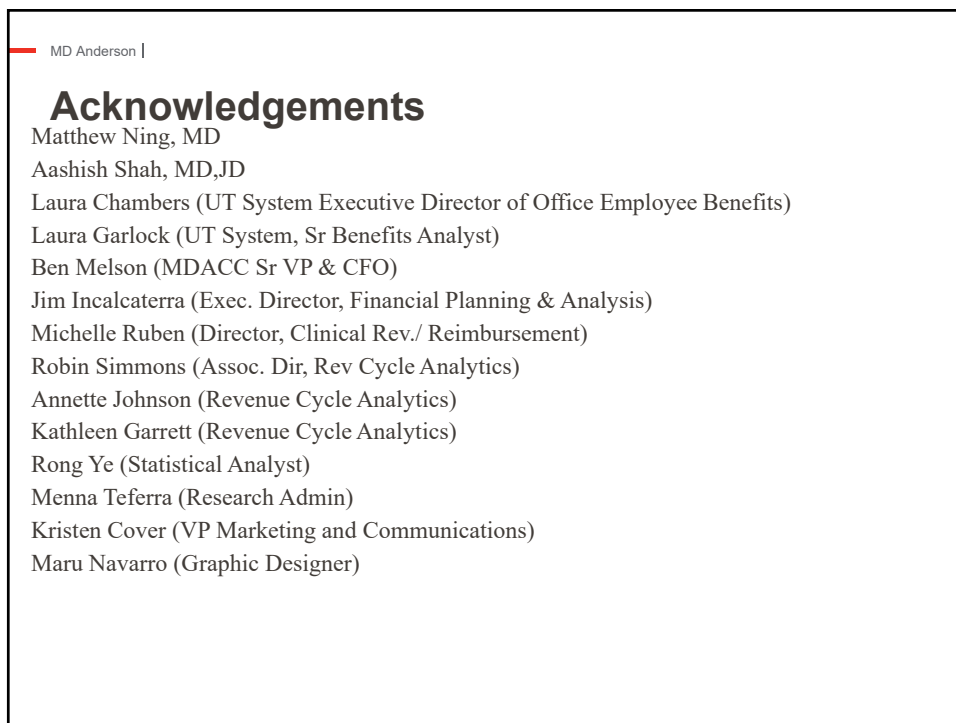 MD Anderson |
Acknowledgements
Matthew Ning, MD
Aashish Shah, MD,JD
Laura Chambers (UT System Executive Director of Office Employee Benefits)
Laura Garlock (UT System, Sr Benefits Analyst)
Ben Melson (MDACC Sr VP & CFO)
Jim Incalcaterra (Exec. Director, Financial Planning & Analysis)
Michelle Ruben (Director, Clinical Rev./ Reimbursement)
Robin Simmons (Assoc. Dir, Rev Cycle Analytics)
Annette Johnson (Revenue Cycle Analytics)
Kathleen Garrett (Revenue Cycle Analytics)
Rong Ye (Statistical Analyst)
Menna Teferra (Research Admin)
Kristen Cover (VP Marketing and Communications)
Maru Navarro (Graphic Designer)